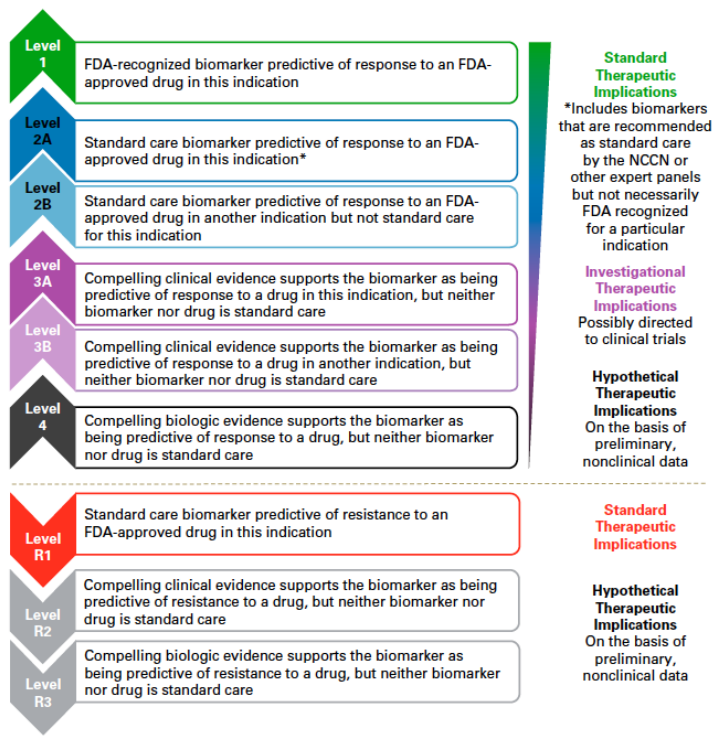 Level
1
FDA-recognized biomarker predictive of response to an FDA-
approved drug in this indication
Level
2A
Standard care biomarker predictive of response to an FDA-
approved drug in this indication*
Level
2B
Standard care biomarker predictive of response to an FDA-
approved drug in another indication but not standard care
for this indication
Standard
Therapeutic
Implications
*Includes biomarkers
that are recommended
as standard care
by the NCCN or
other expert panels
but not necessarily
FDA recognized
for a particular
indication
Level
3A
Compelling clinical evidence supports the biomarker as being
predictive of response to a drug in this indication, but neither
biomarker nor drug is standard care
Level
3B
Compelling clinical evidence supports the biomarker as being
predictive of response to a drug in another indication, but
neither biomarker nor drug is standard care
Investigational
Therapeutic
Implications
Possibly directed
to clinical trials
Level
4
Compelling biologic evidence supports the biomarker as
being predictive of response to a drug, but neither biomarker
nor drug is standard care
Hypothetical
Therapeutic
Implications
On the basis of
preliminary,
nonclinical data
Level
R1
Standard care biomarker predictive of resistance to an
FDA-approved drug in this indication
Standard
Therapeutic
Implications
Level
R2
Compelling clinical evidence supports the biomarker as being
predictive of resistance to a drug, but neither biomarker nor
drug is standard care
Level
R3
Compelling biologic evidence supports the biomarker as
being predictive of resistance to a drug, but neither biomarker
nor drug is standard care
Hypothetical
Therapeutic
Implications
On the basis of
preliminary,
nonclinical data